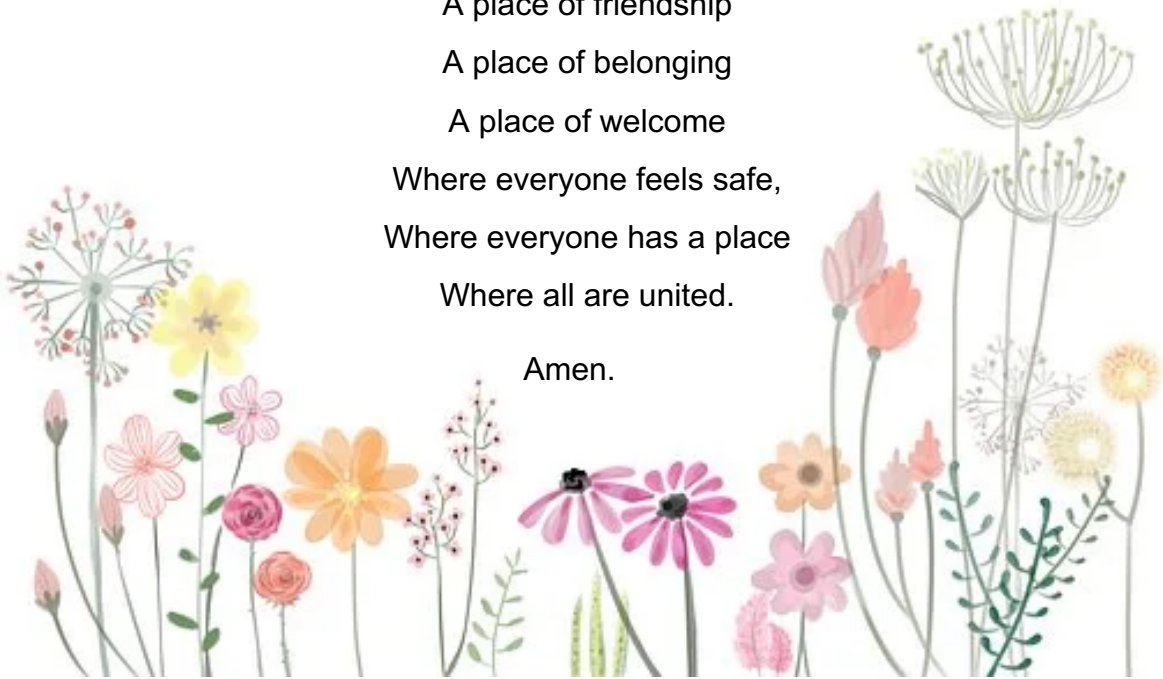 A place of friendship
A place of belonging
A place of welcome
Where everyone feels safe,
Where everyone has a place
Where all are united.
Amen.